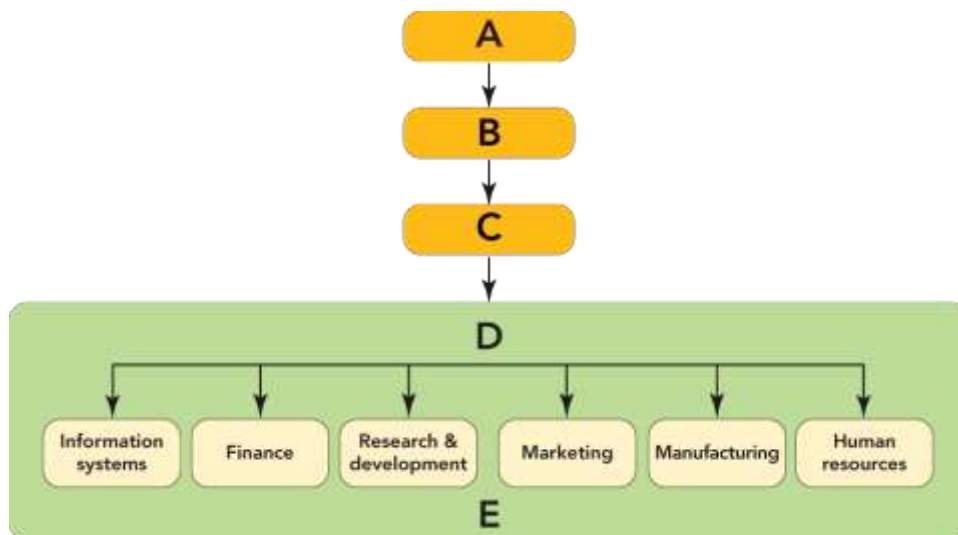 A
B
C
D
Information
systems
Finance
Research &
development
Marketing
Manufacturing
Human
resources
E